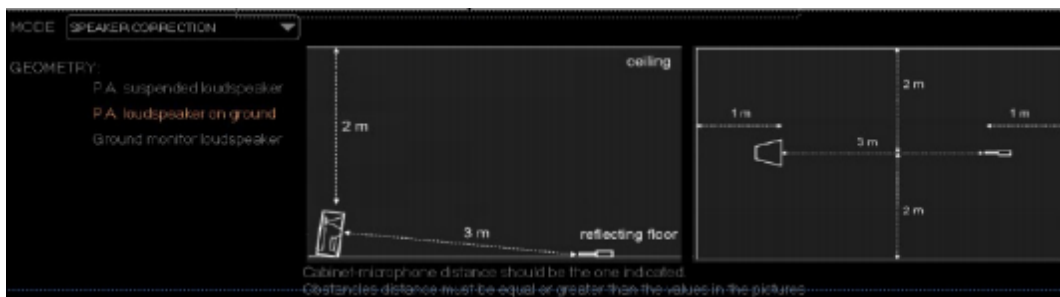 MODE SPEAKER CORRECTION
GEOMETRY:
P.A. suspended loudspeaker
P.A. loudspeaker on ground
Ground monitor loudspeaker
ceiling
2 m
3 m
reflecting floor
2 m
1 m
1 m
3 m
2 m
Cabinet-microphone distance should be the one indicated.
Obstancles distance must be equal or greater than the values in the pictures